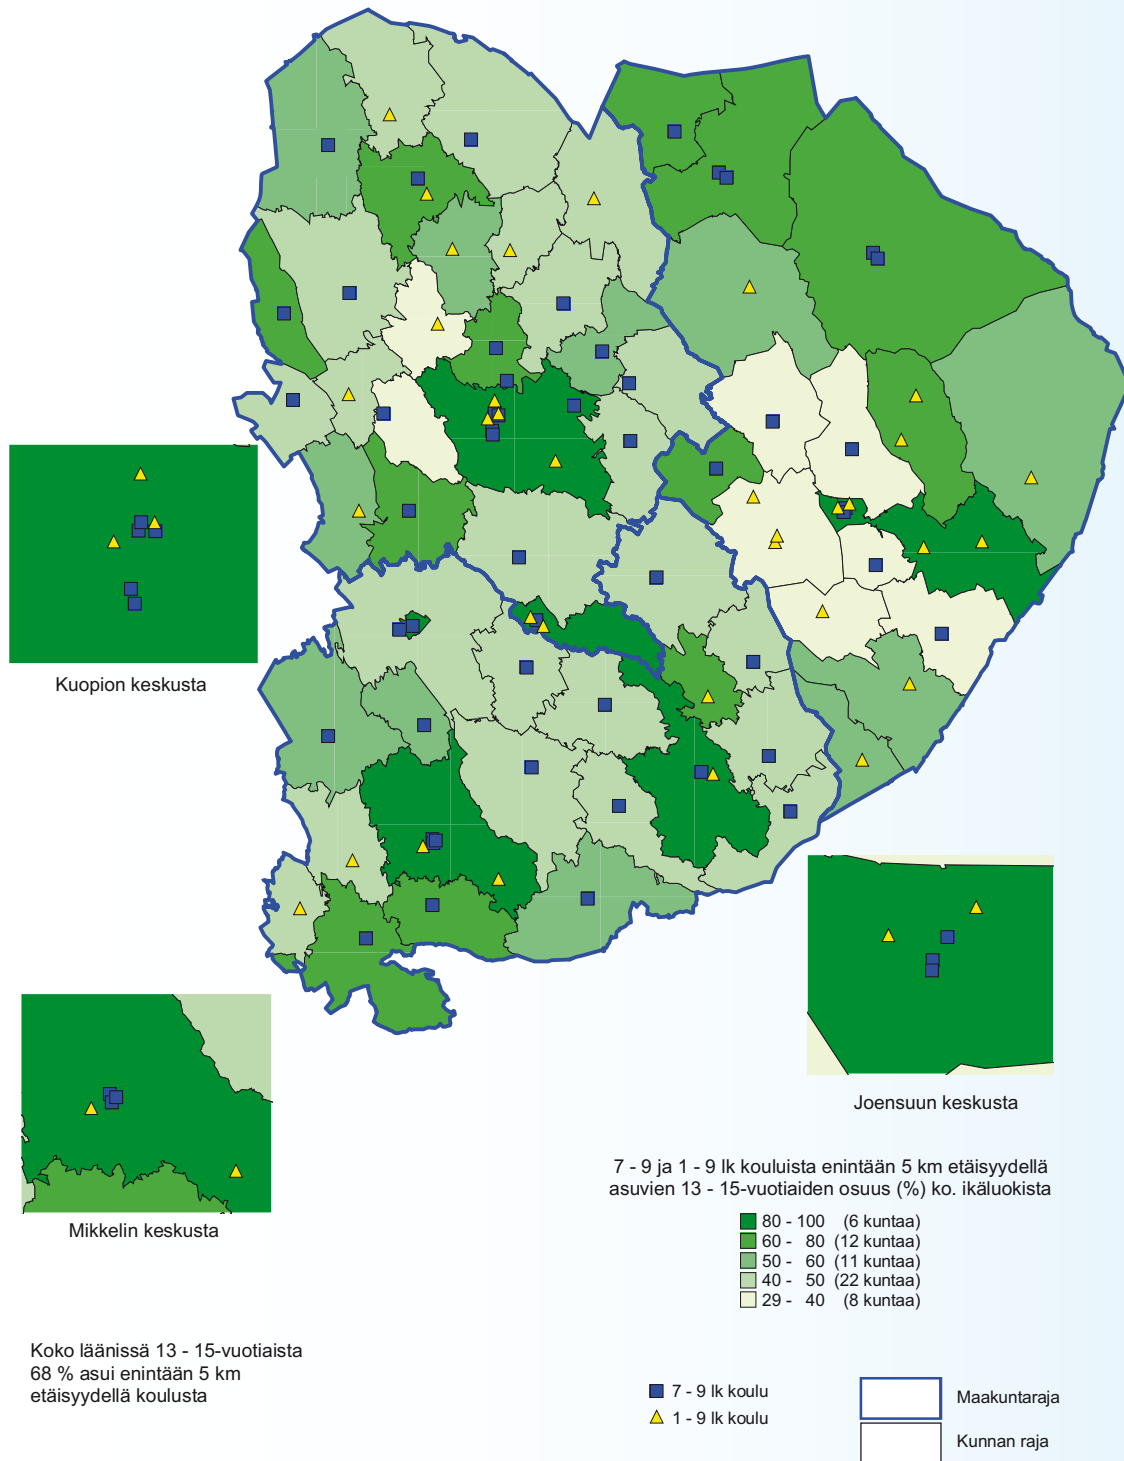 Kuopion keskusta
Joensuun keskusta
Mikkelin keskusta
7 - 9 ja 1 - 9 lk kouluista enintään 5 km etäisyydellä
asuvien 13 - 15-vuotiaiden osuus (%) ko. ikäluokista
80 - 100 (6 kuntaa)
60 - 80 (12 kuntaa)
50 - 60 (11 kuntaa)
40 - 50 (22 kuntaa)
29 - 40 (8 kuntaa)
Koko läänissä 13 - 15-vuotiaista
68 % asui enintään 5 km
etäisyydellä koulusta
7 - 9 lk koulu
1 - 9 lk koulu
Maakuntaraja
Kunnan raja